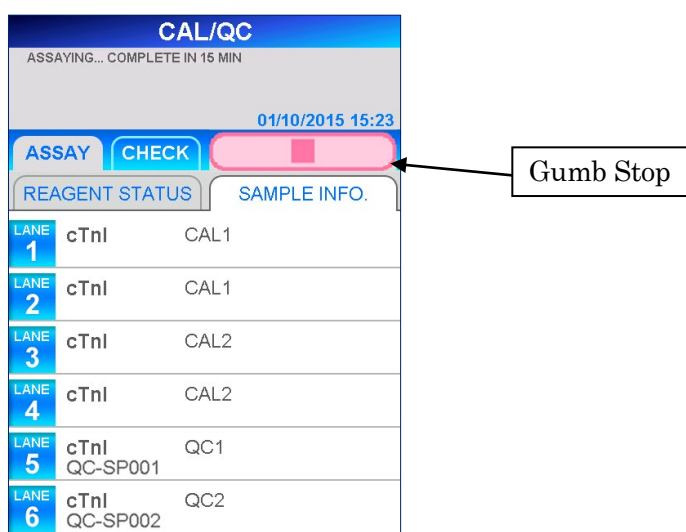 CAL/QC
ASSAYING... COMPLETE IN 15 MIN
01/10/2015 15:23
ASSAY CHECK
Gumb Stop
REAGENT STATUS SAMPLE INFO.
LANE 1 cTnI CAL1
LANE 2 cTnI CAL1
LANE 3 cTnI CAL2
LANE 4 cTnI CAL2
LANE 5 cTnI QC1
QC-SP001
LANE 6 cTnI QC2
QC-SP002